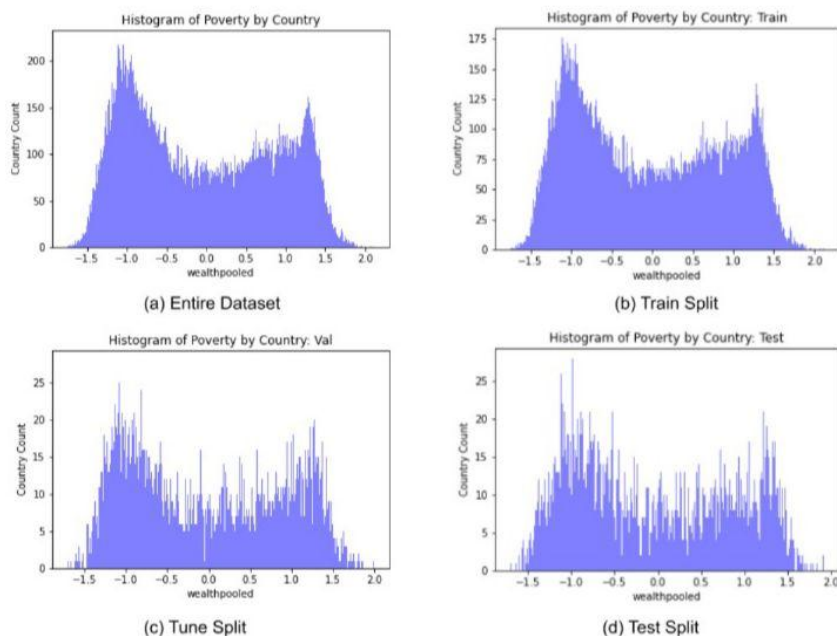 Histogram of Poverty by Country
200
150
100
50
0
Country Count
−1.5 −1.0 −0.5 0.0 0.5 1.0 1.5 2.0
wealthpooled
(a) Entire Dataset
Histogram of Poverty by Country: Train
175
150
125
100
75
50
25
0
Country Count
−1.5 −1.0 −0.5 0.0 0.5 1.0 1.5 2.0
wealthpooled
(b) Train Split
Histogram of Poverty by Country: Val
25
20
15
10
5
0
Country Count
−1.5 −1.0 −0.5 0.0 0.5 1.0 1.5 2.0
wealthpooled
(c) Tune Split
Histogram of Poverty by Country: Test
25
20
15
10
5
0
Country Count
−1.5 −1.0 −0.5 0.0 0.5 1.0 1.5 2.0
wealthpooled
(d) Test Split